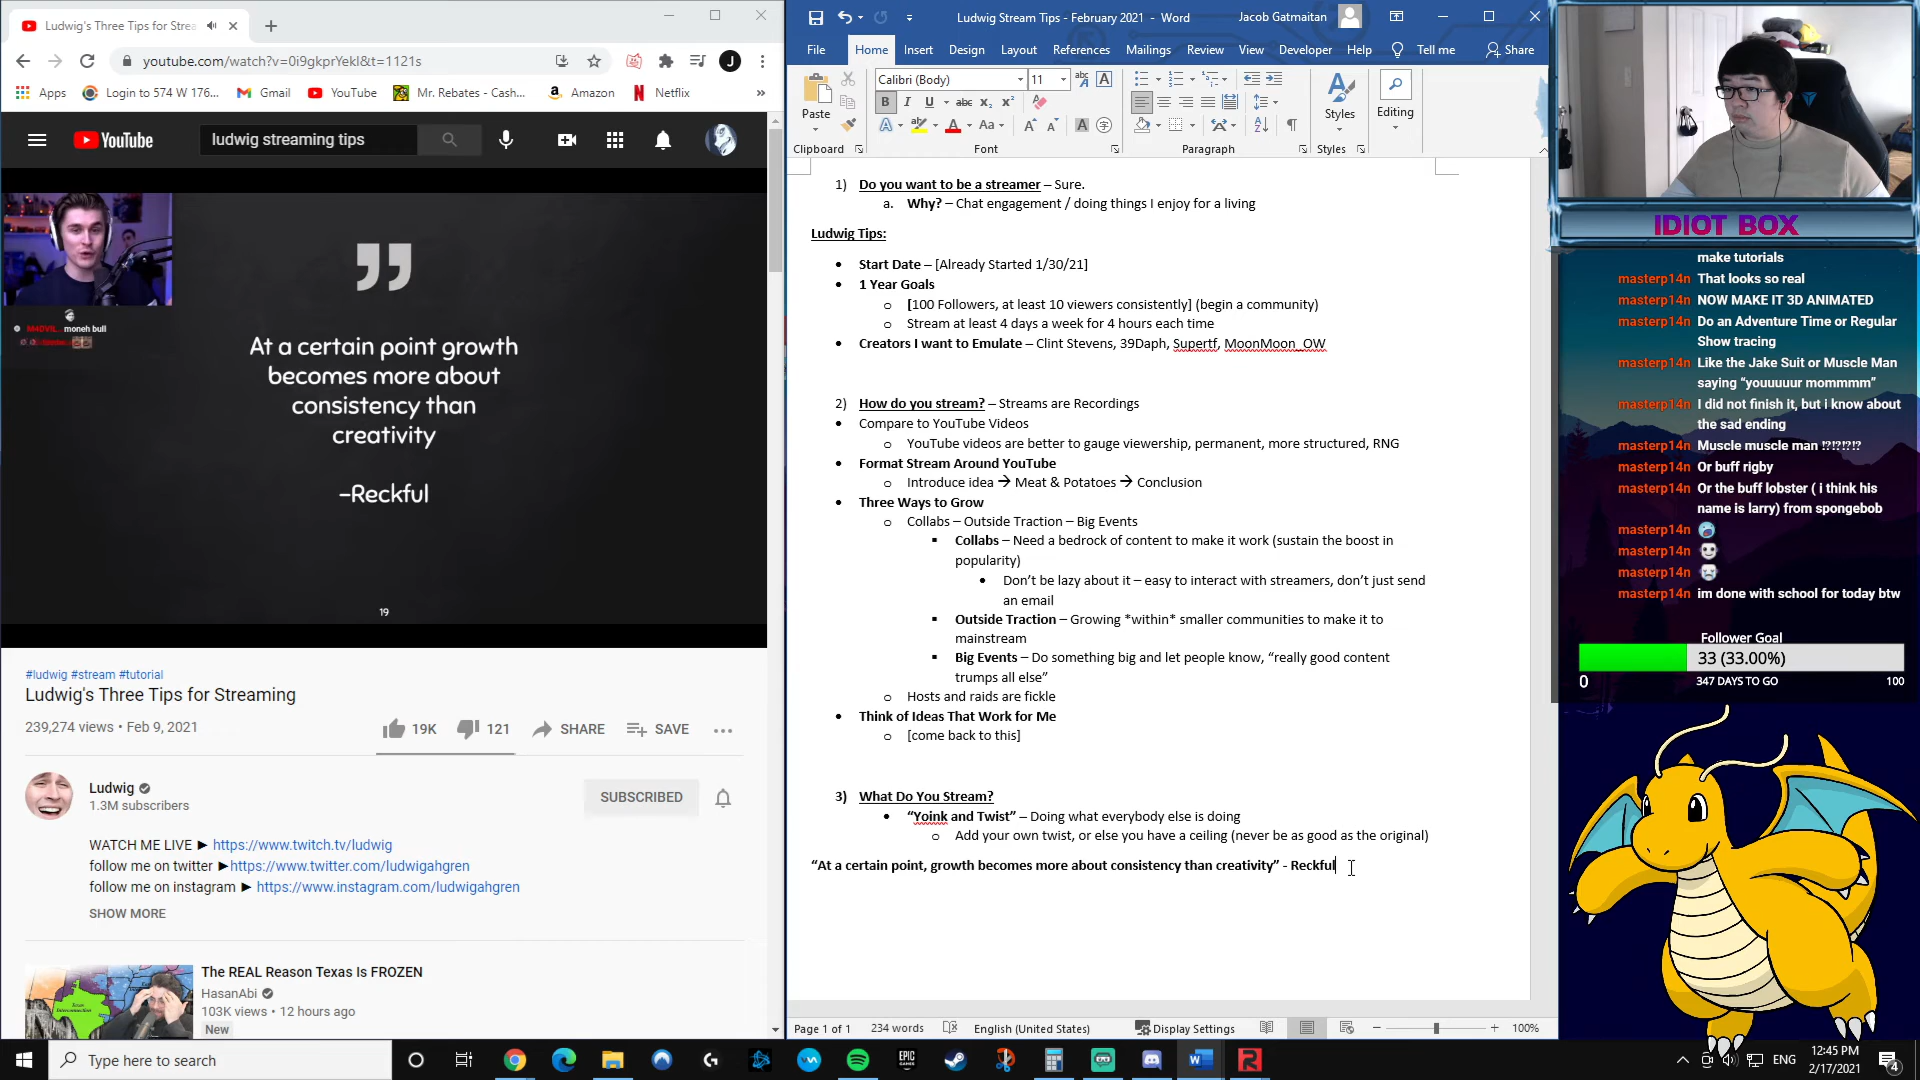 Ludwig's Three Tips for Strea
youtube.com/watch?v=0i9gkprYekI&t=1121s
J
Apps
Login to 574 W 176...
Gmail
YouTube
Mr. Rebates - Cash...
Amazon
Netflix
»
YouTube
ludwig streaming tips
moneh bull
At a certain point growth
becomes more about
consistency than
creativity
–Reckful
19
#ludwig #stream #tutorial
Ludwig's Three Tips for Streaming
239,274 views • Feb 9, 2021
19K
121
SHARE
SAVE
Ludwig
1.3M subscribers
SUBSCRIBED
WATCH ME LIVE ► https://www.twitch.tv/ludwig
follow me on twitter ►https://www.twitter.com/ludwigahgren
follow me on instagram ► https://www.instagram.com/ludwigahgren
SHOW MORE
The REAL Reason Texas Is FROZEN
HasanAbi
103K views • 12 hours ago
New
Ludwig Stream Tips - February 2021 - Word
Jacob Gatmaitan
File
Home
Insert
Design
Layout
References
Mailings
Review
View
Developer
Help
Tell me
Share
Paste
Calibri (Body)
11
Styles
Editing
Clipboard
Font
Paragraph
Styles
1) Do you want to be a streamer – Sure.
a. Why? – Chat engagement / doing things I enjoy for a living
Ludwig Tips:
• Start Date – [Already Started 1/30/21]
• 1 Year Goals
o [100 Followers, at least 10 viewers consistently] (begin a community)
o Stream at least 4 days a week for 4 hours each time
• Creators I want to Emulate – Clint Stevens, 39Daph, Supertf, MoonMoon_OW
2) How do you stream? – Streams are Recordings
• Compare to YouTube Videos
o YouTube videos are better to gauge viewership, permanent, more structured, RNG
• Format Stream Around YouTube
o Introduce idea → Meat & Potatoes → Conclusion
• Three Ways to Grow
o Collabs – Outside Traction – Big Events
▪ Collabs – Need a bedrock of content to make it work (sustain the boost in
popularity)
• Don't be lazy about it – easy to interact with streamers, don't just send
an email
▪ Outside Traction – Growing *within* smaller communities to make it to
mainstream
▪ Big Events – Do something big and let people know, “really good content
trumps all else”
o Hosts and raids are fickle
• Think of Ideas That Work for Me
o [come back to this]
3) What Do You Stream?
• “Yoink and Twist” – Doing what everybody else is doing
o Add your own twist, or else you have a ceiling (never be as good as the original)
“At a certain point, growth becomes more about consistency than creativity” - Reckful
Page 1 of 1
234 words
English (United States)
Display Settings
100%
IDIOT BOX
make tutorials
masterp14n That looks so real
masterp14n NOW MAKE IT 3D ANIMATED
masterp14n Do an Adventure Time or Regular
Show tracing
masterp14n Like the Jake Suit or Muscle Man
saying “youuuuur mommmm”
masterp14n I did not finish it, but i know about
the sad ending
masterp14n Muscle muscle man !?!?!?!?
masterp14n Or buff rigby
masterp14n Or the buff lobster ( i think his
name is larry) from spongebob
masterp14n
masterp14n
masterp14n
masterp14n im done with school for today btw
Follower Goal
33 (33.00%)
0
347 DAYS TO GO
100
Type here to search
EPIC GAMES
ENG
12:45 PM
2/17/2021
4